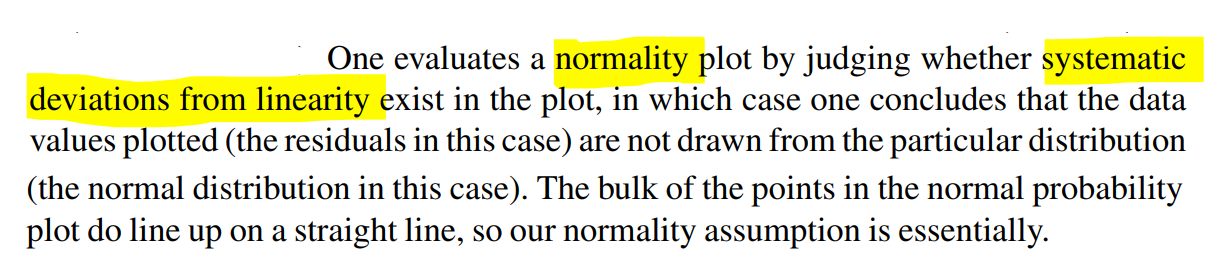 One evaluates a normality plot by judging whether systematic
deviations from linearity exist in the plot, in which case one concludes that the data
values plotted (the residuals in this case) are not drawn from the particular distribution
(the normal distribution in this case). The bulk of the points in the normal probability
plot do line up on a straight line, so our normality assumption is essentially.